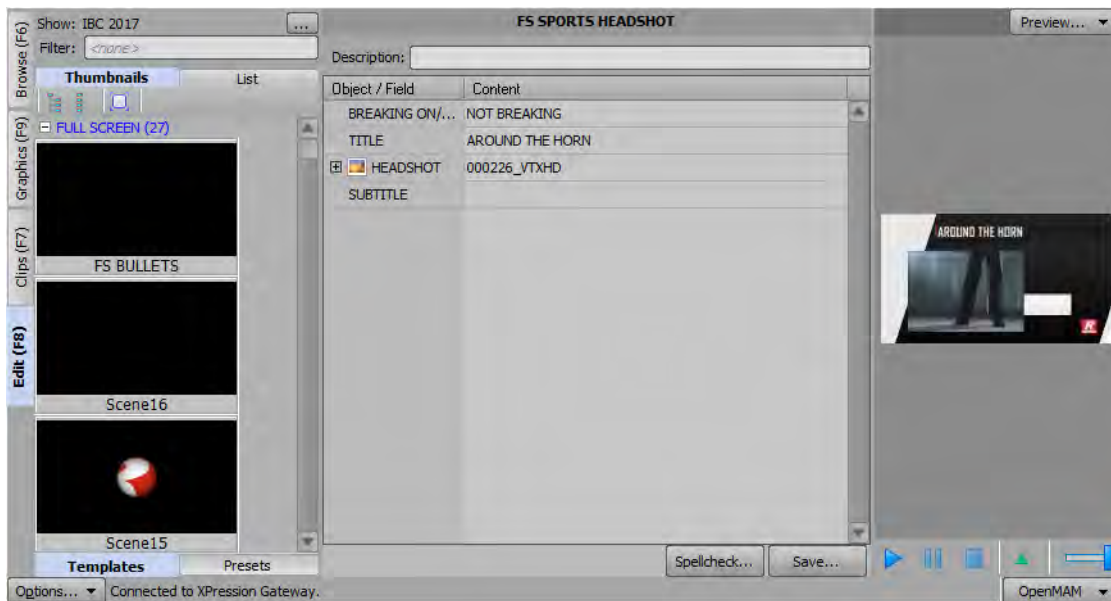 Show: IBC 2017
...
Filter: <none>
Thumbnails List
FULL SCREEN (27)
FS BULLETS
Scene16
Scene15
Templates Presets
Options... Connected to XPression Gateway.
Browse (F6)
Graphics (F9)
Clips (F7)
Edit (F8)
FS SPORTS HEADSHOT
Description:
Object / Field Content
BREAKING ON/... NOT BREAKING
TITLE AROUND THE HORN
HEADSHOT 000226_VTXHD
SUBTITLE
Spellcheck... Save...
Preview...
AROUND THE HORN
R
OpenMAM